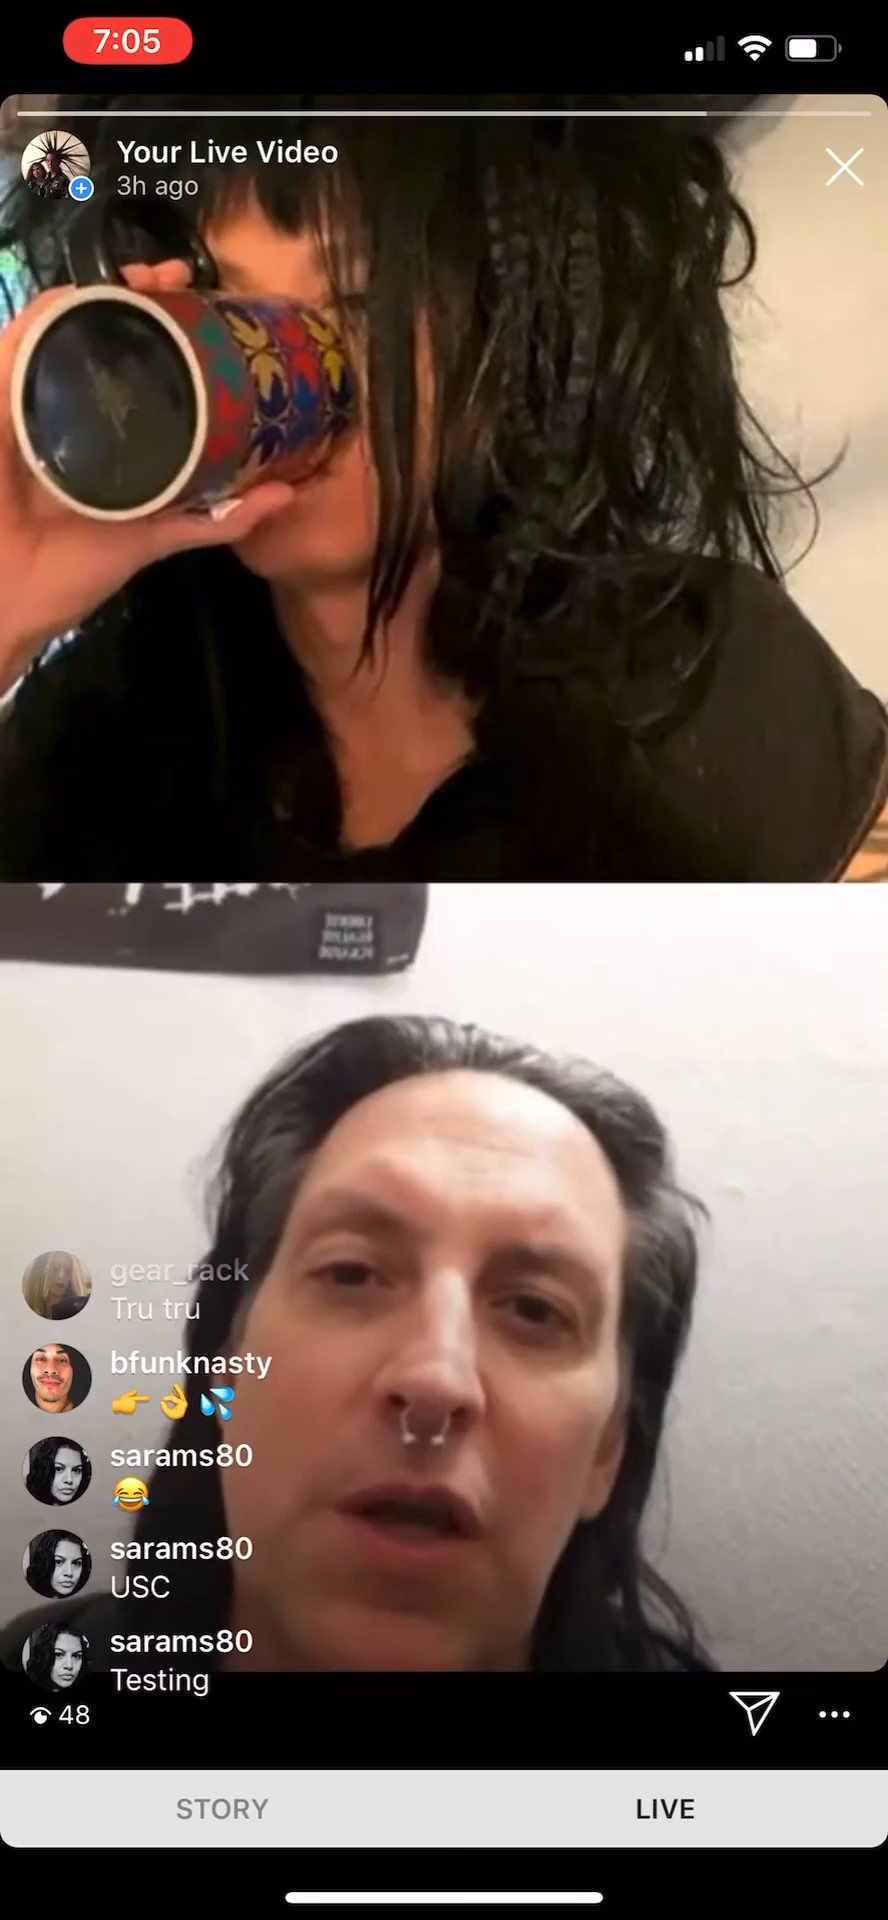 7:05
Your Live Video
3h ago
gear_rack
Tru tru
bfunknasty
👉👌💦
sarams80
😂
sarams80
USC
sarams80
Testing
48
STORY
LIVE